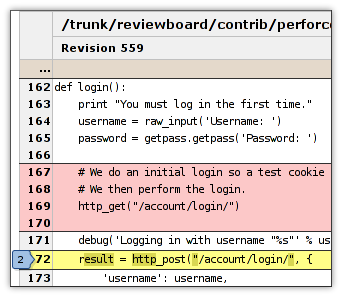 /trunk/reviewboard/contrib/perforc
Revision 559
...
162 def login():
163 print "You must log in the first time."
164 username = raw_input('Username: ')
165 password = getpass.getpass('Password: ')
166
167 # We do an initial login so a test cookie
168 # We then perform the login.
169 http_get("/account/login/")
170
171 debug('Logging in with username "%s"' % us
2 72 result = http_post("/account/login/", {
173 'username': username,